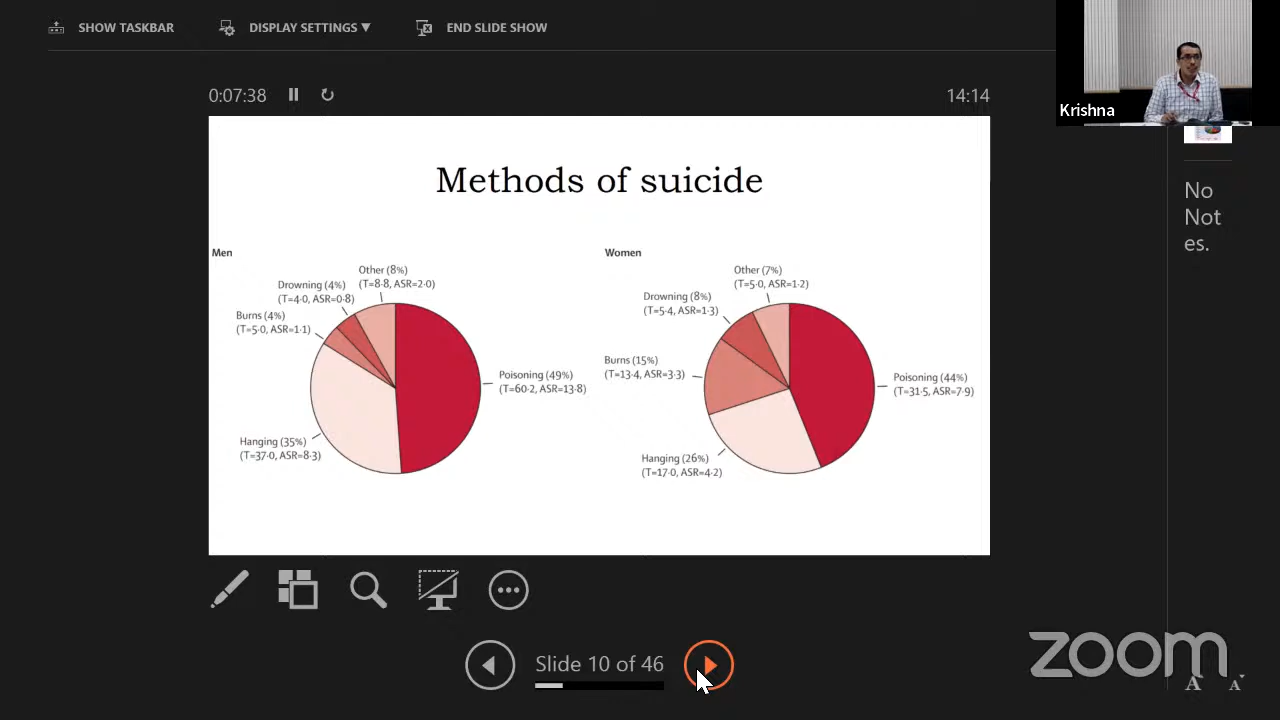 SHOW TASKBAR
DISPLAY SETTINGS ▼
END SLIDE SHOW
0:07:38
14:14
Krishna
No
Not
es.
Methods of suicide
Men
Other (8%)
(T=8·8, ASR=2·0)
Drowning (4%)
(T=4·0, ASR=0·8)
Burns (4%)
(T=5·0, ASR=1·1)
Poisoning (49%)
(T=60·2, ASR=13·8)
Hanging (35%)
(T=37·0, ASR=8·3)
Women
Other (7%)
(T=5·0, ASR=1·2)
Drowning (8%)
(T=5·4, ASR=1·3)
Burns (15%)
(T=13·4, ASR=3·3)
Poisoning (44%)
(T=31·5, ASR=7·9)
Hanging (26%)
(T=17·0, ASR=4·2)
Slide 10 of 46
zoom
A A